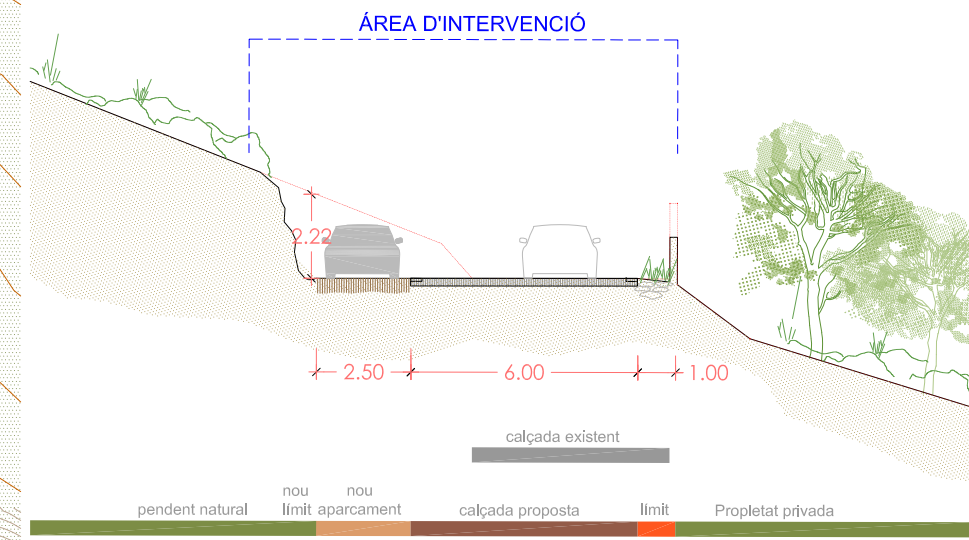 ÁREA D'INTERVENCIÓ
2.22
2.50
6.00
1.00
calçada existent
pendent natural
nou
límit
nou
aparcament
calçada proposta
límit
Propletat privada